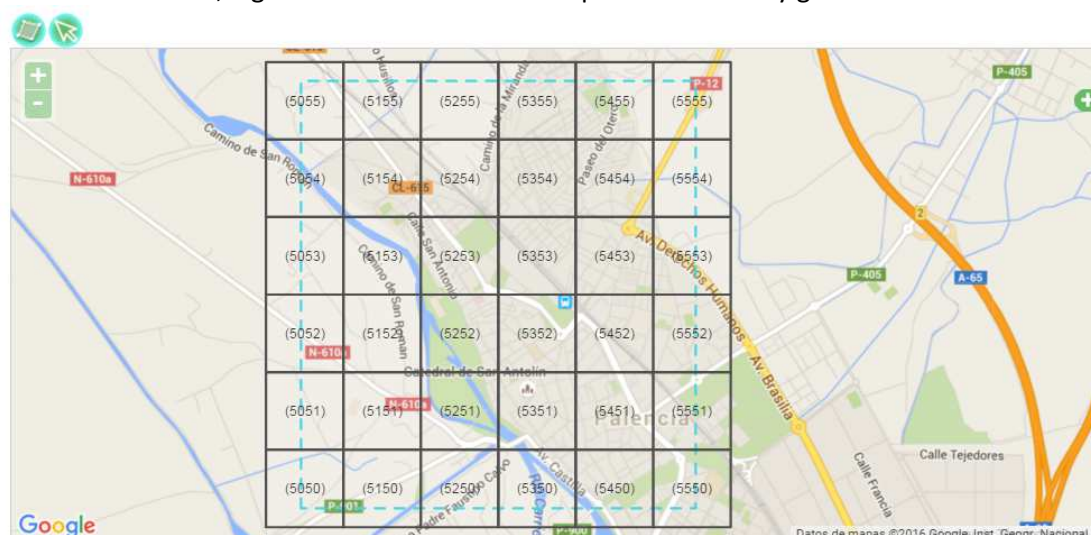 P-405
+
-
P-12
(5055) (5155) (5255) (5355) (5455) (5555)
Camino de la Miranda
Paseo del Otero
Camino de San Roman
N-610a
(5054) (5154) (5254) (5354) (5454) (5554)
CL-615
2
Calle San Antonio
Av. Derechos Humanos - Av. Brasilia
(5053) (5153) (5253) (5353) (5453) (5553)
P-405
A-65
Camino de San Roman
(5052) (5152) (5252) (5352) (5452) (5552)
N-610a
Catedral de San Antolín
N-610a
(5051) (5151) (5251) (5351) (5451) (5551)
Palencia
Calle Tejedores
Calle Francia
(5050) (5150) (5250) (5350) (5450) (5550)
Av. Castilla
Padre Faustino Calvo
P-901
P-900
Google
Datos de mapas ©2016 Google, Inst. Geogr. Nacional